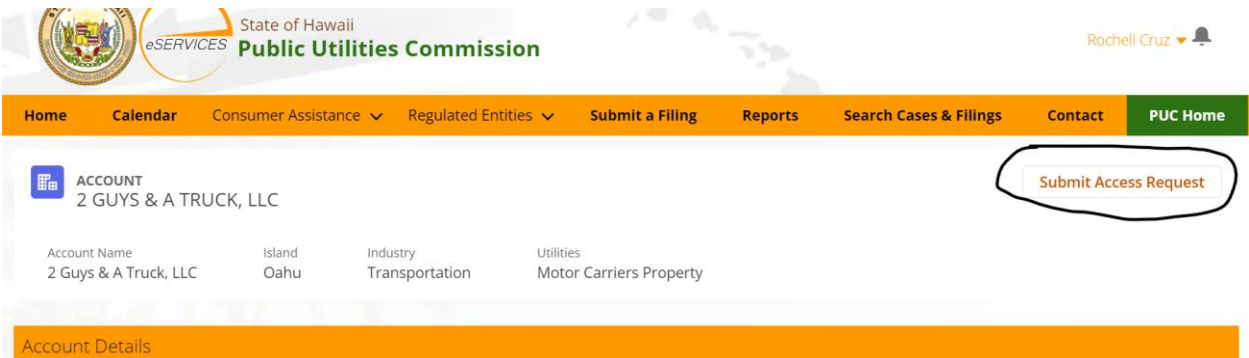 eSERVICES
State of Hawaii
Public Utilities Commission
Rochell Cruz
Home Calendar Consumer Assistance Regulated Entities Submit a Filing Reports Search Cases & Filings Contact PUC Home
ACCOUNT
2 GUYS & A TRUCK, LLC
Submit Access Request
Account Name Island Industry Utilities
2 Guys & A Truck, LLC Oahu Transportation Motor Carriers Property
Account Details